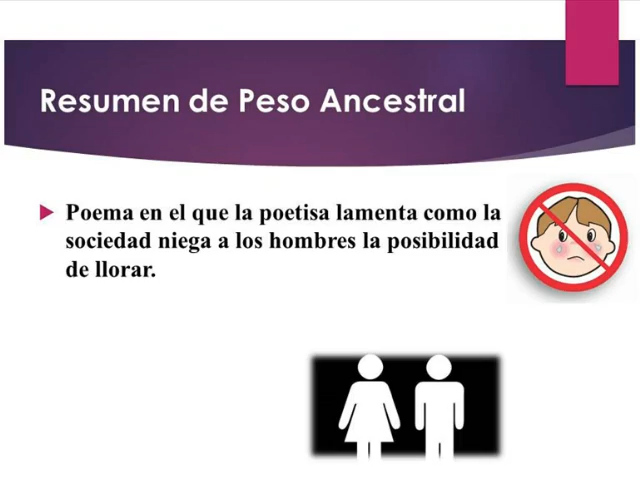 Resumen de Peso Ancestral
Poema en el que la poetisa lamenta como la
sociedad niega a los hombres la posibilidad
de llorar.